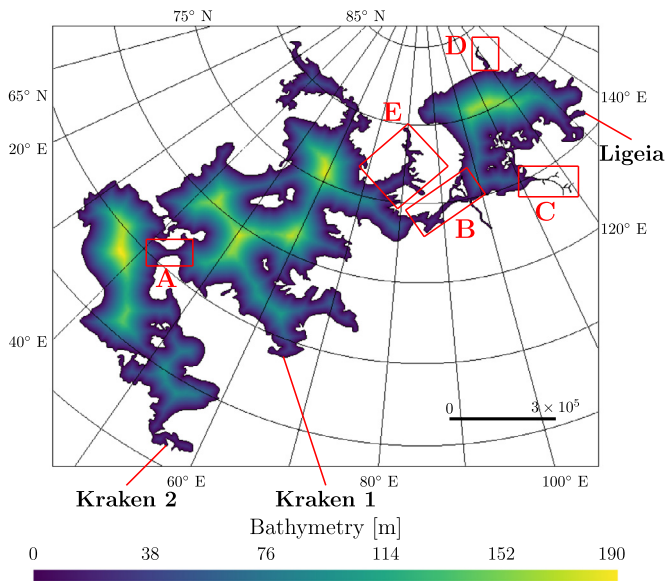 75° N
85° N
D
65° N
140° E
E
20° E
Ligeia
C
B
120° E
A
40° E
0
3 × 10⁵
60° E
80° E
100° E
Kraken 2
Kraken 1
Bathymetry [m]
0
38
76
114
152
190